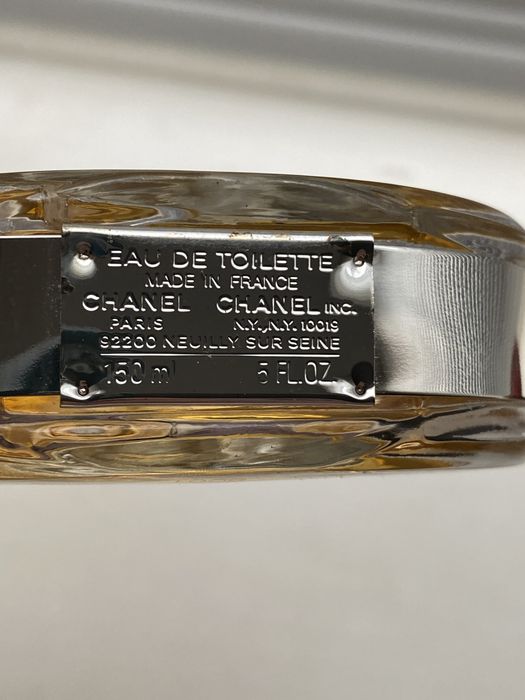 EAU DE TOILETTE
MADE IN FRANCE
CHANEL CHANEL INC.
PARIS N.Y., N.Y. 10019
92200 NEUILLY SUR SEINE
150 ml 5 FL.OZ.